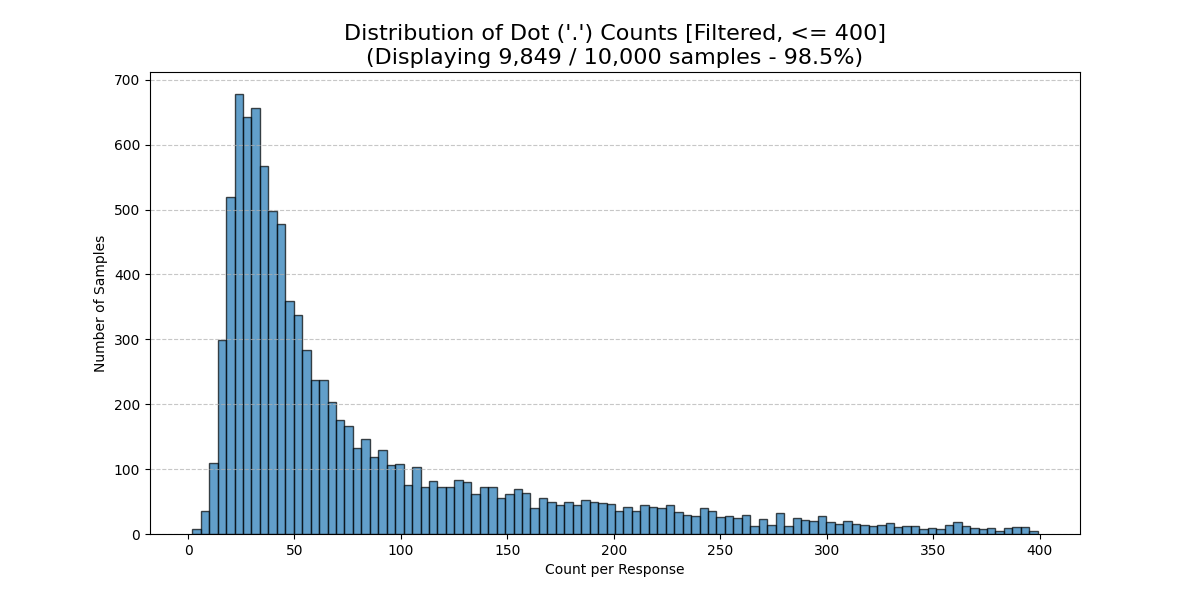 Distribution of Dot ('.') Counts [Filtered, <= 400]
(Displaying 9,849 / 10,000 samples - 98.5%)
700
600
500
400
300
200
100
0
Number of Samples
0 50 100 150 200 250 300 350 400
Count per Response